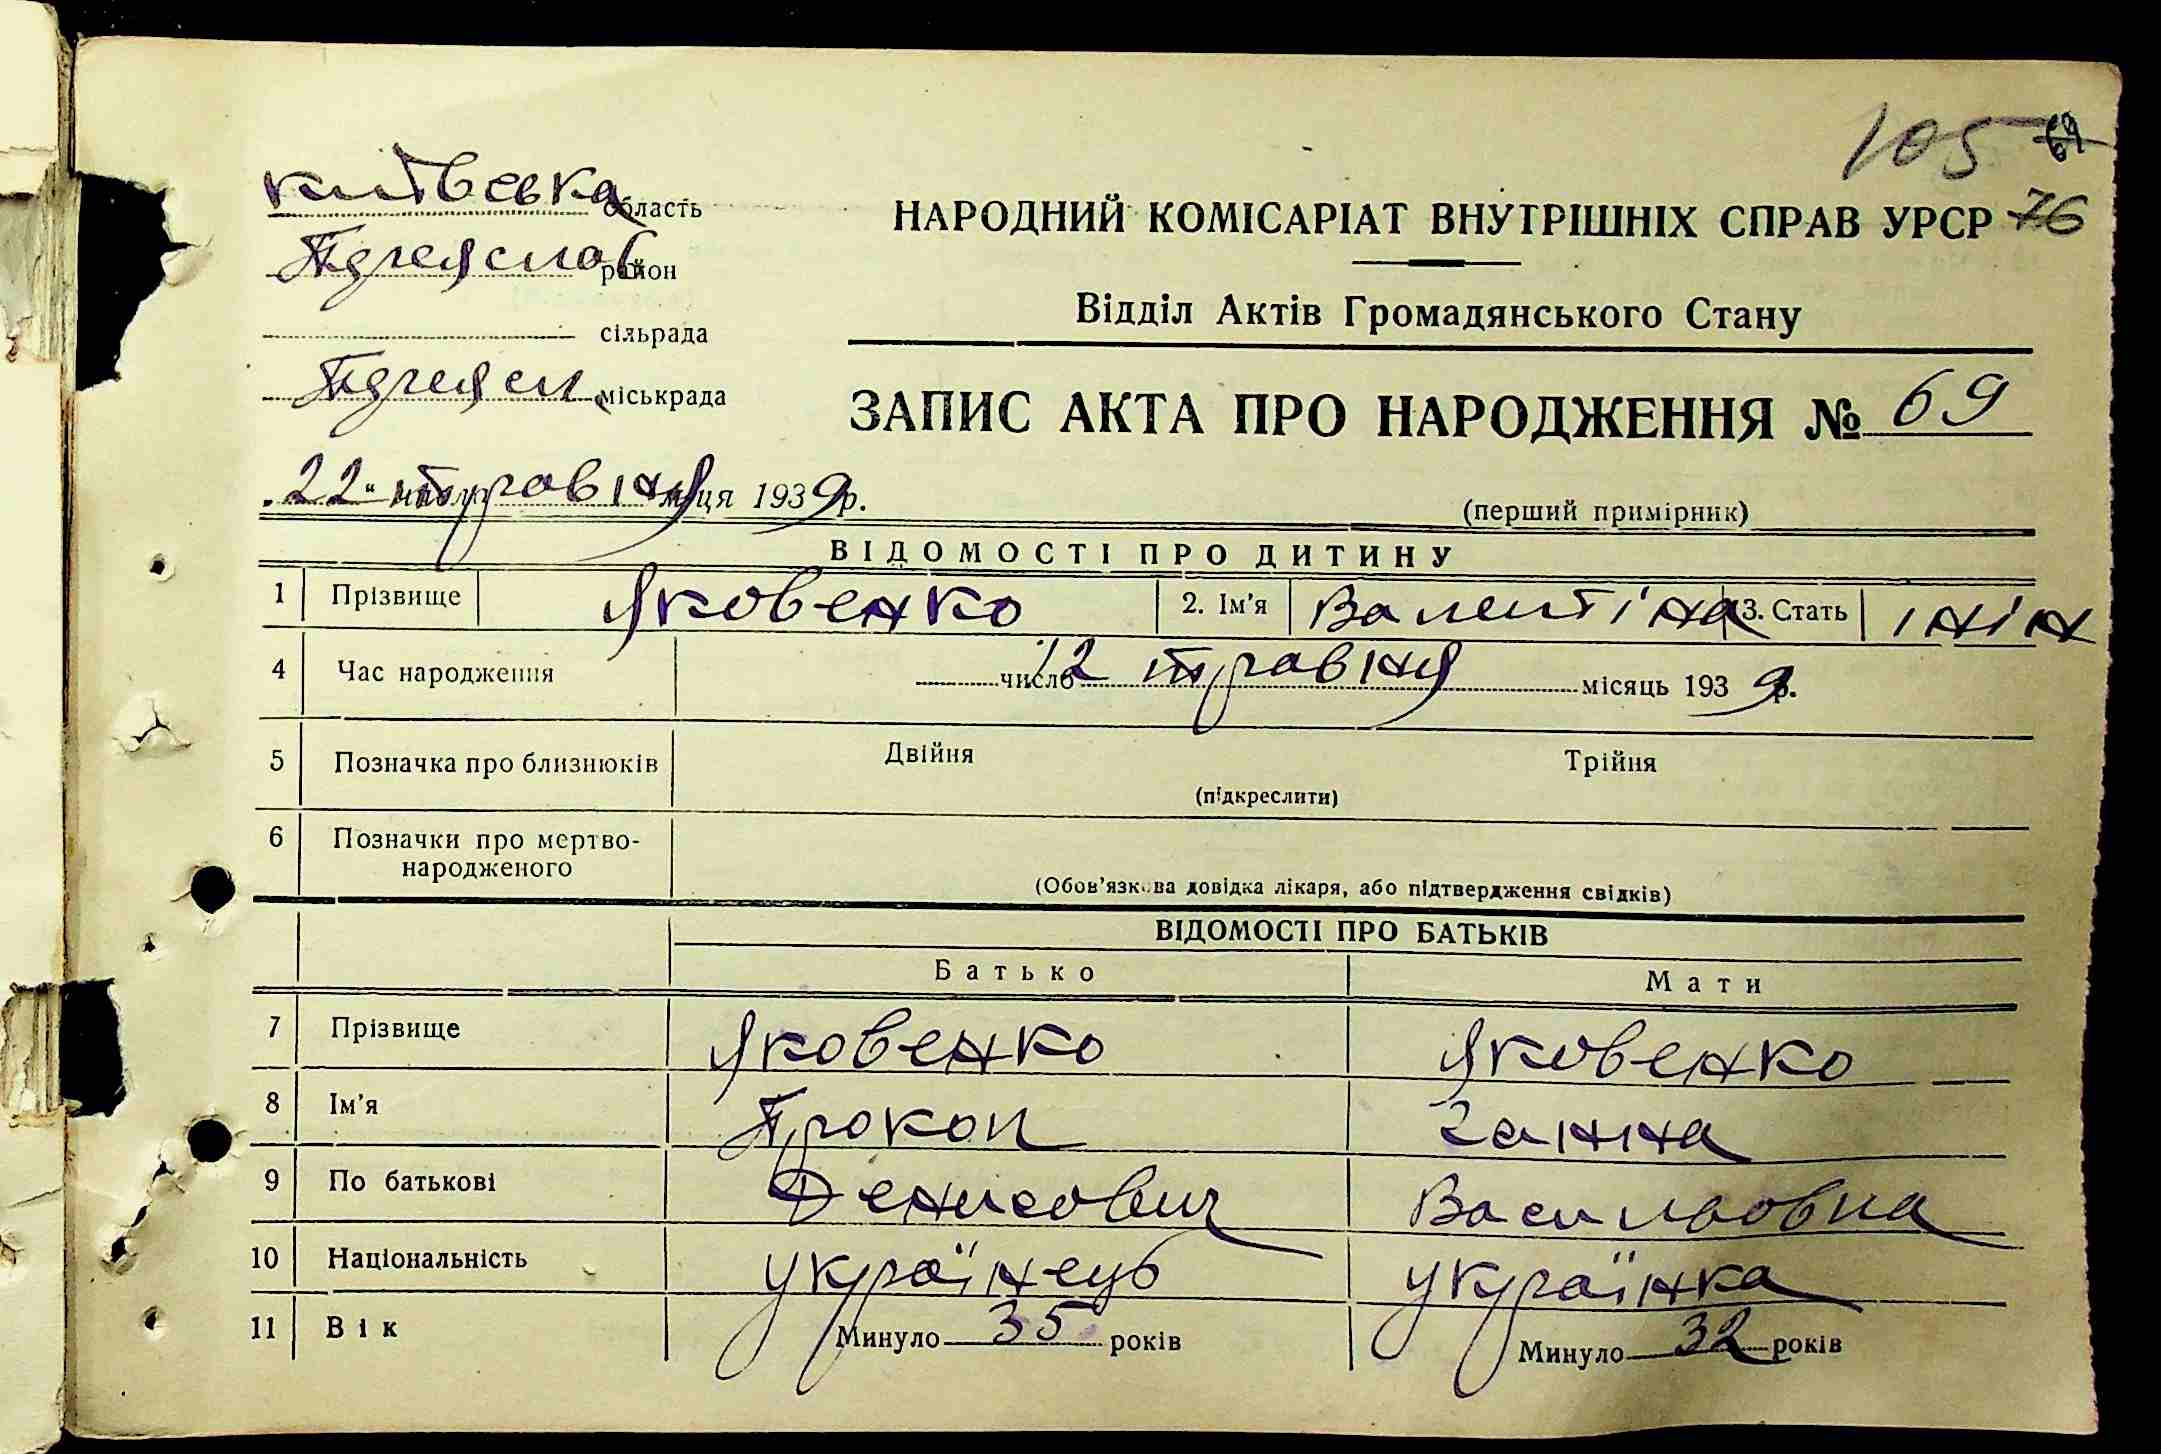 105 69
Київська область
НАРОДНИЙ КОМІСАРІАТ ВНУТРІШНІХ СПРАВ УРСР 76
Переяслав район
Відділ Актів Громадянського Стану
сільрада
Переясл. міськрада
ЗАПИС АКТА ПРО НАРОДЖЕННЯ № 69
„22“ травня м-ця 1939 р.
(перший примірник)
ВІДОМОСТІ ПРО ДИТИНУ
1 Прізвище Яковенко 2. Ім'я Валентіна 3. Стать жін
4 Час народження число 12 травня місяць 1939 р.
5 Позначка про близнюків Двійня Трійня
(підкреслити)
6 Позначки про мертво-
народженого
(Обов'язкова довідка лікаря, або підтвердження свідків)
ВІДОМОСТІ ПРО БАТЬКІВ
Батько Мати
7 Прізвище Яковенко Яковенко
8 Ім'я Прокоп Ганна
9 По батькові Денисович Васильовна
10 Національність українець українка
11 Вік Минуло 35 років Минуло 32 років